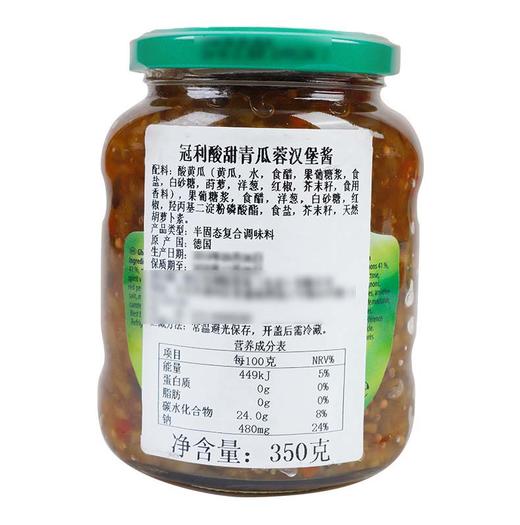 冠利酸甜青瓜蓉汉堡酱
配料：酸黄瓜（黄瓜，水，食醋，果葡糖浆，食
盐，白砂糖，莳萝，洋葱，红椒，芥末籽，食用
香料），果葡糖浆，食醋，洋葱，白砂糖，红
椒，羟丙基二淀粉磷酸酯，食盐，芥末籽，天然
胡萝卜素。
产品类型：半固态复合调味料
原产国：德国
生产日期：
保质期至：
方法：常温避光保存，开盖后需冷藏。
营养成分表
项目 每100克 NRV%
能量 449kJ 5%
蛋白质 0g 0%
脂肪 0g 0%
碳水化合物 24.0g 8%
钠 480mg 24%
净含量：350克